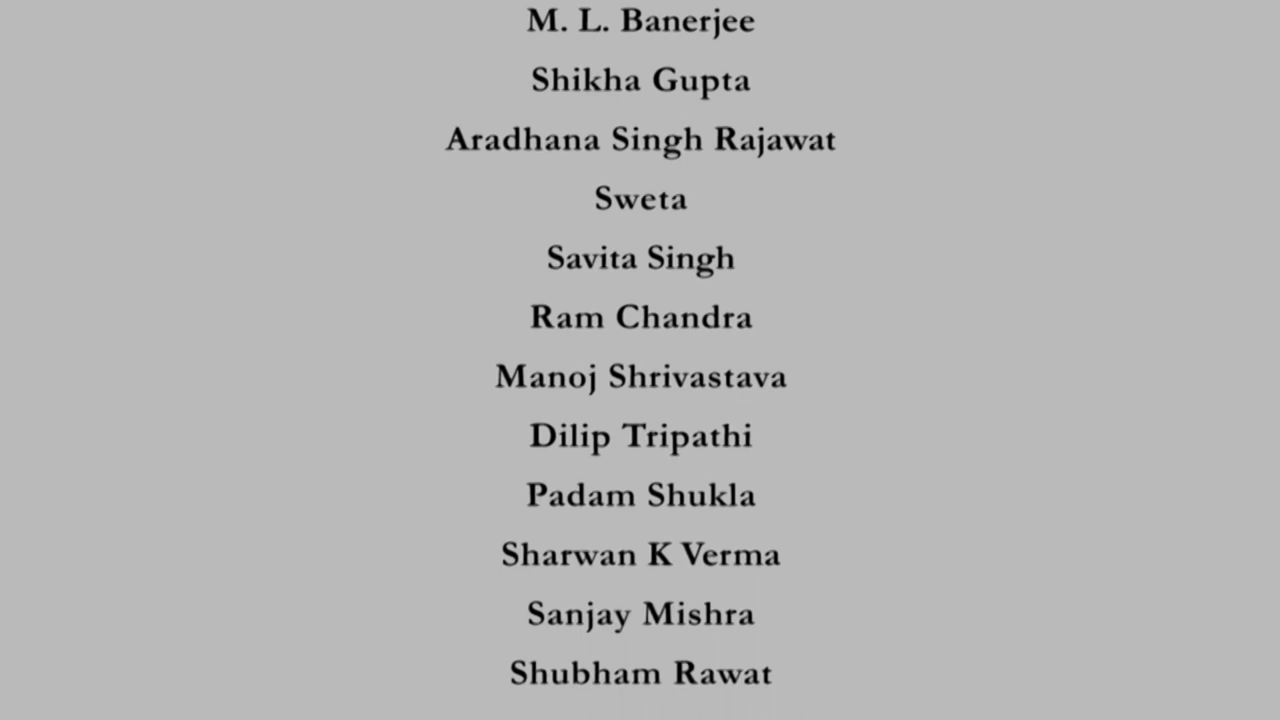 M. L. Banerjee
Shikha Gupta
Aradhana Singh Rajawat
Sweta
Savita Singh
Ram Chandra
Manoj Shrivastava
Dilip Tripathi
Padam Shukla
Sharwan K Verma
Sanjay Mishra
Shubham Rawat